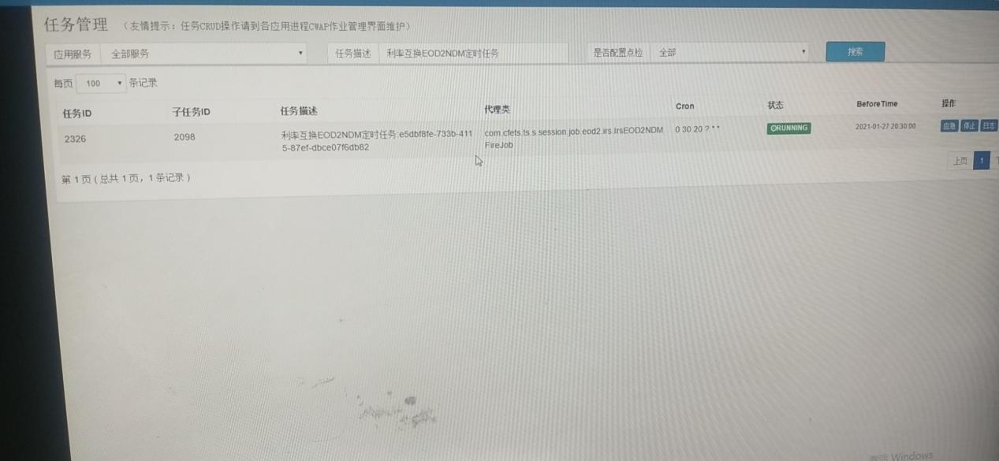 任务管理 （友情提示：任务CRUD操作请到各应用进程CWAP作业管理界面维护）
应用服务 全部服务 任务描述 利率互换EOD2NDM定时任务 是否配置点检 全部 搜索
每页 100 条记录
任务ID 子任务ID 任务描述 代理类 Cron 状态 BeforeTime 操作
2326 2098 利率互换EOD2NDM定时任务:e5dbf8fe-733b-411 com.cfets.ts.s.session.job.eod2.irs.IrsEOD2NDM 0 30 20 ? * * RUNNING 2021-01-27 20:30:00 应急 停止 日志
5-87ef-dbce07f6db82 FireJob
上页 1
第 1 页 ( 总共 1 页，1 条记录 )
激活 Windows